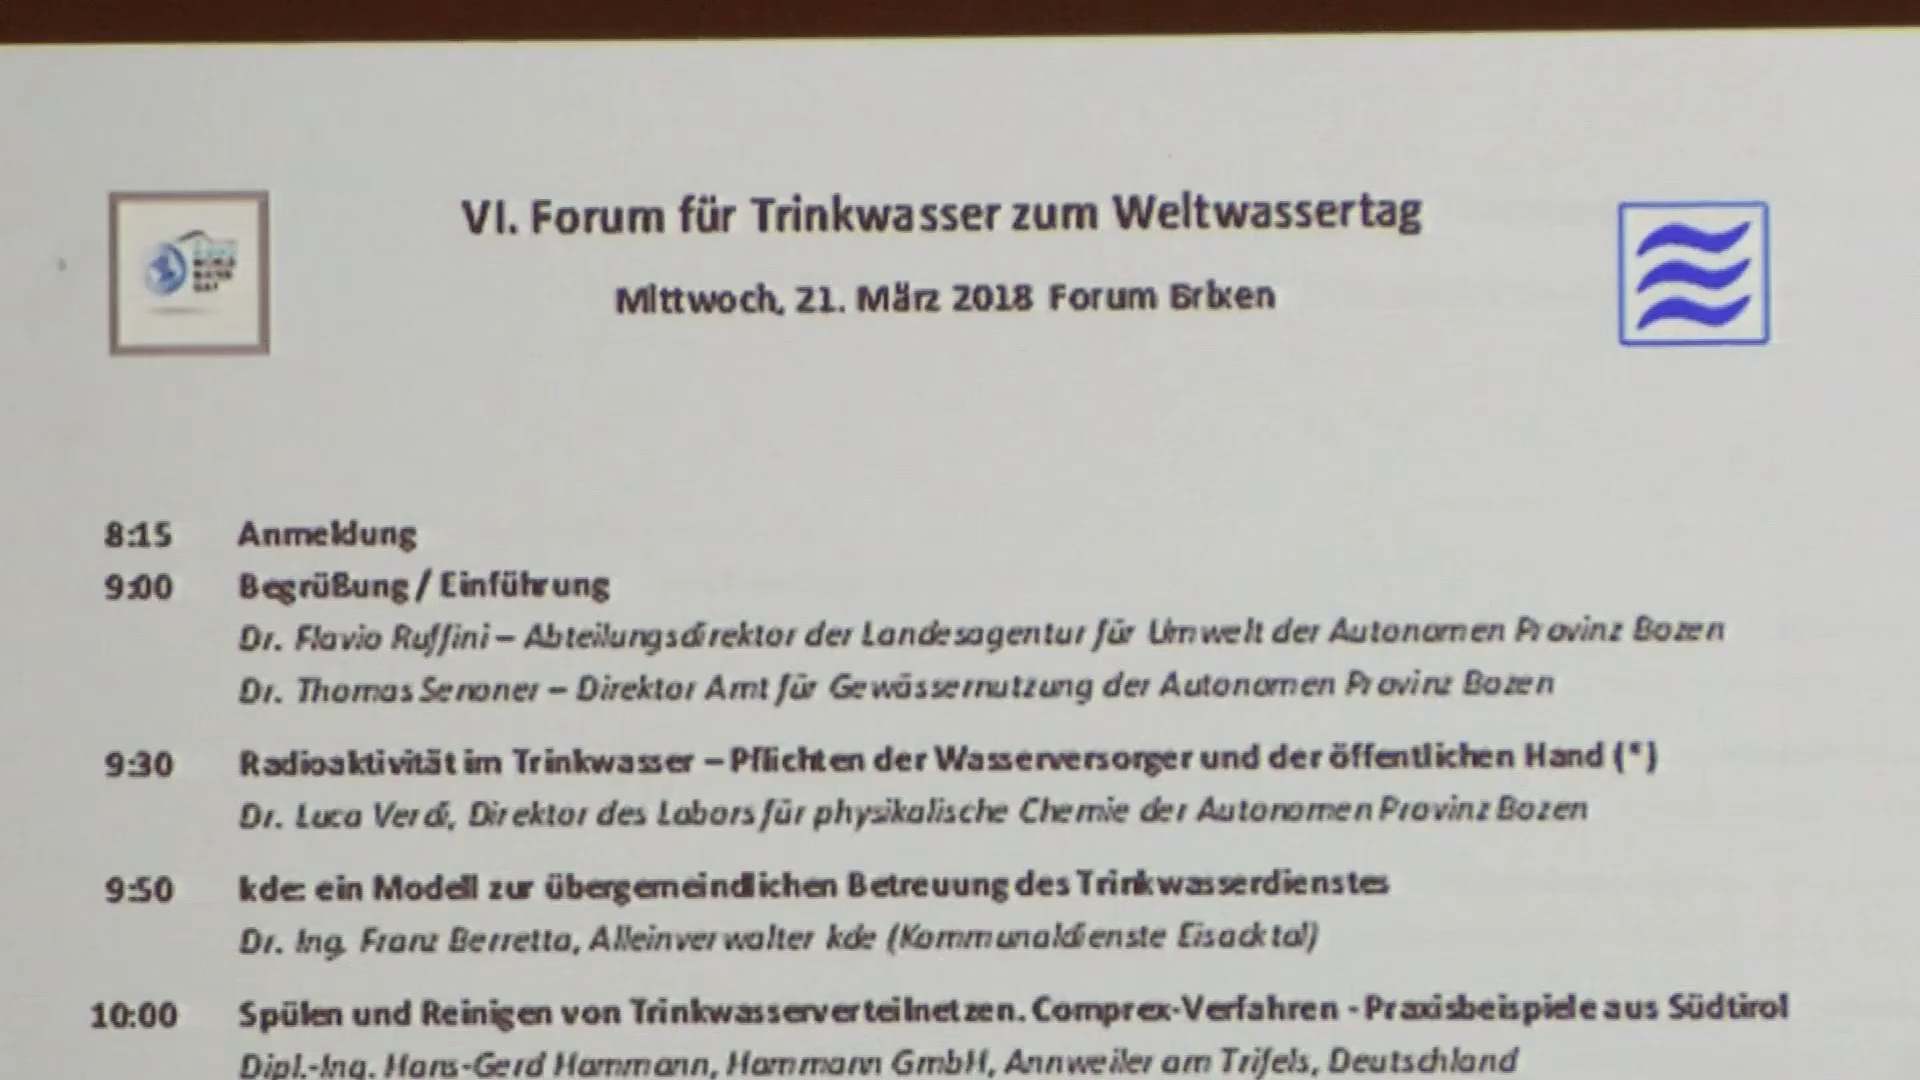 VI. Forum für Trinkwasser zum Weltwassertag
Mittwoch, 21. März 2018 Forum Brixen
8:15 Anmeldung
9:00 Begrüßung / Einführung
Dr. Flavio Ruffini – Abteilungsdirektor der Landesagentur für Umwelt der Autonomen Provinz Bozen
Dr. Thomas Senoner – Direktor Amt für Gewässernutzung der Autonomen Provinz Bozen
9:30 Radioaktivität im Trinkwasser – Pflichten der Wasserversorger und der öffentlichen Hand (*)
Dr. Luca Verdi, Direktor des Labors für physikalische Chemie der Autonomen Provinz Bozen
9:50 kde: ein Modell zur übergemeindlichen Betreuung des Trinkwasserdienstes
Dr. Ing. Franz Berretta, Alleinverwalter kde (Kommunaldienste Eisacktal)
10:00 Spülen und Reinigen von Trinkwasserverteilnetzen. Comprex-Verfahren - Praxisbeispiele aus Südtirol
Dipl.-Ing. Hans-Gerd Hammann, Hammann GmbH, Annweiler am Trifels, Deutschland